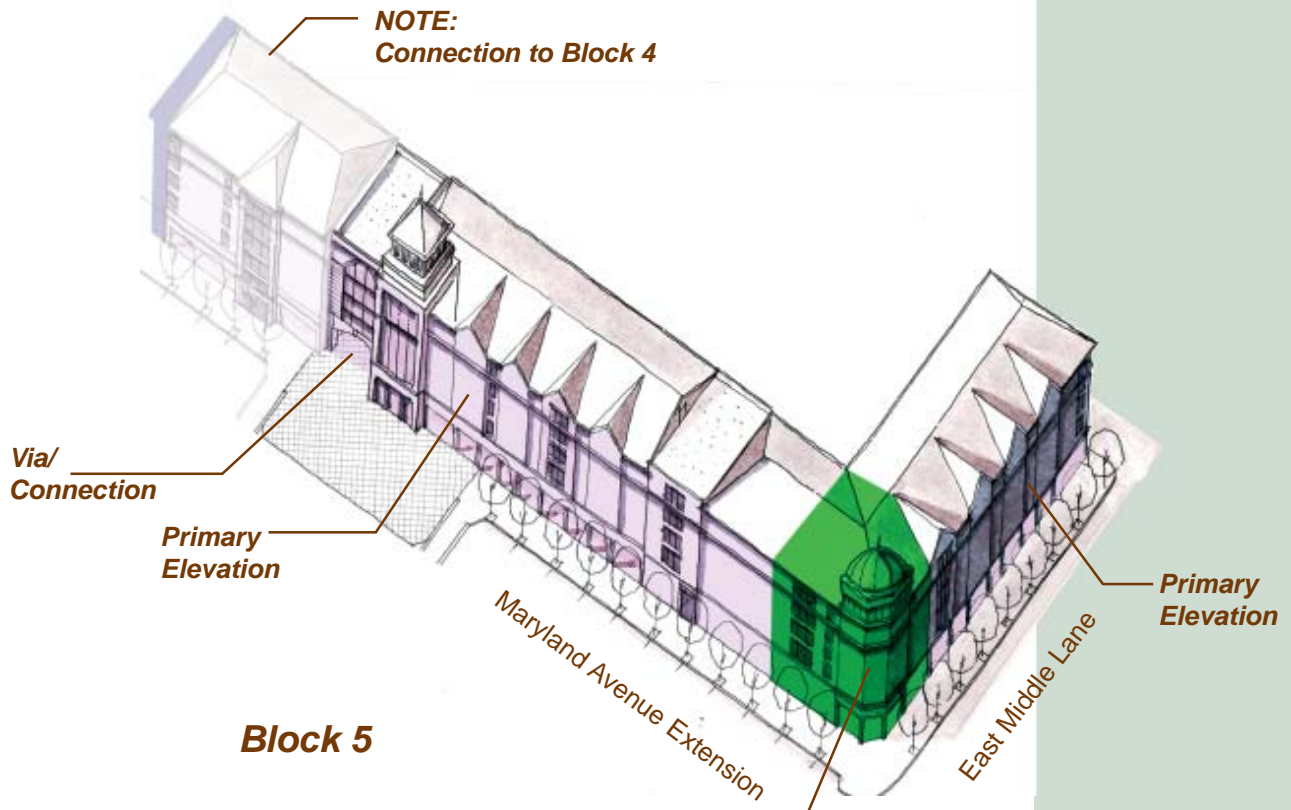 NOTE:
Connection to Block 4
Via/
Connection
Primary
Elevation
Maryland Avenue Extension
East Middle Lane
Primary
Elevation
Block 5